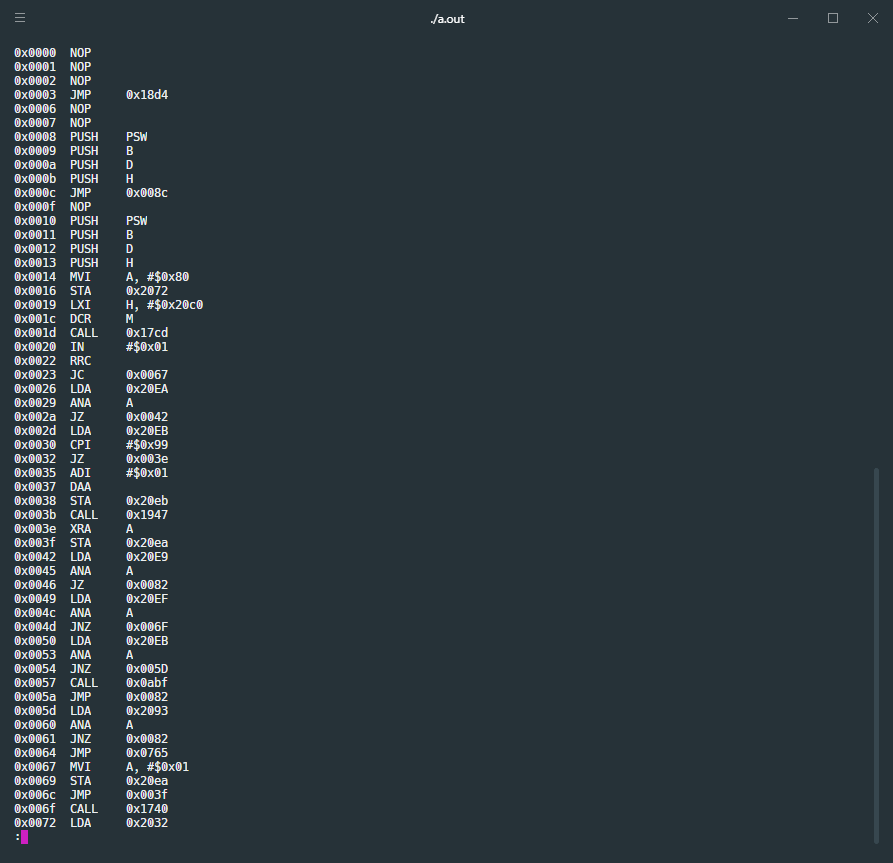 ./a.out
0x0000  NOP
0x0001  NOP
0x0002  NOP
0x0003  JMP     0x18d4
0x0006  NOP
0x0007  NOP
0x0008  PUSH    PSW
0x0009  PUSH    B
0x000a  PUSH    D
0x000b  PUSH    H
0x000c  JMP     0x008c
0x000f  NOP
0x0010  PUSH    PSW
0x0011  PUSH    B
0x0012  PUSH    D
0x0013  PUSH    H
0x0014  MVI     A, #$0x80
0x0016  STA     0x2072
0x0019  LXI     H, #$0x20c0
0x001c  DCR     M
0x001d  CALL    0x17cd
0x0020  IN      #$0x01
0x0022  RRC
0x0023  JC      0x0067
0x0026  LDA     0x20EA
0x0029  ANA     A
0x002a  JZ      0x0042
0x002d  LDA     0x20EB
0x0030  CPI     #$0x99
0x0032  JZ      0x003e
0x0035  ADI     #$0x01
0x0037  DAA
0x0038  STA     0x20eb
0x003b  CALL    0x1947
0x003e  XRA     A
0x003f  STA     0x20ea
0x0042  LDA     0x20E9
0x0045  ANA     A
0x0046  JZ      0x0082
0x0049  LDA     0x20EF
0x004c  ANA     A
0x004d  JNZ     0x006F
0x0050  LDA     0x20EB
0x0053  ANA     A
0x0054  JNZ     0x005D
0x0057  CALL    0x0abf
0x005a  JMP     0x0082
0x005d  LDA     0x2093
0x0060  ANA     A
0x0061  JNZ     0x0082
0x0064  JMP     0x0765
0x0067  MVI     A, #$0x01
0x0069  STA     0x20ea
0x006c  JMP     0x003f
0x006f  CALL    0x1740
0x0072  LDA     0x2032
: